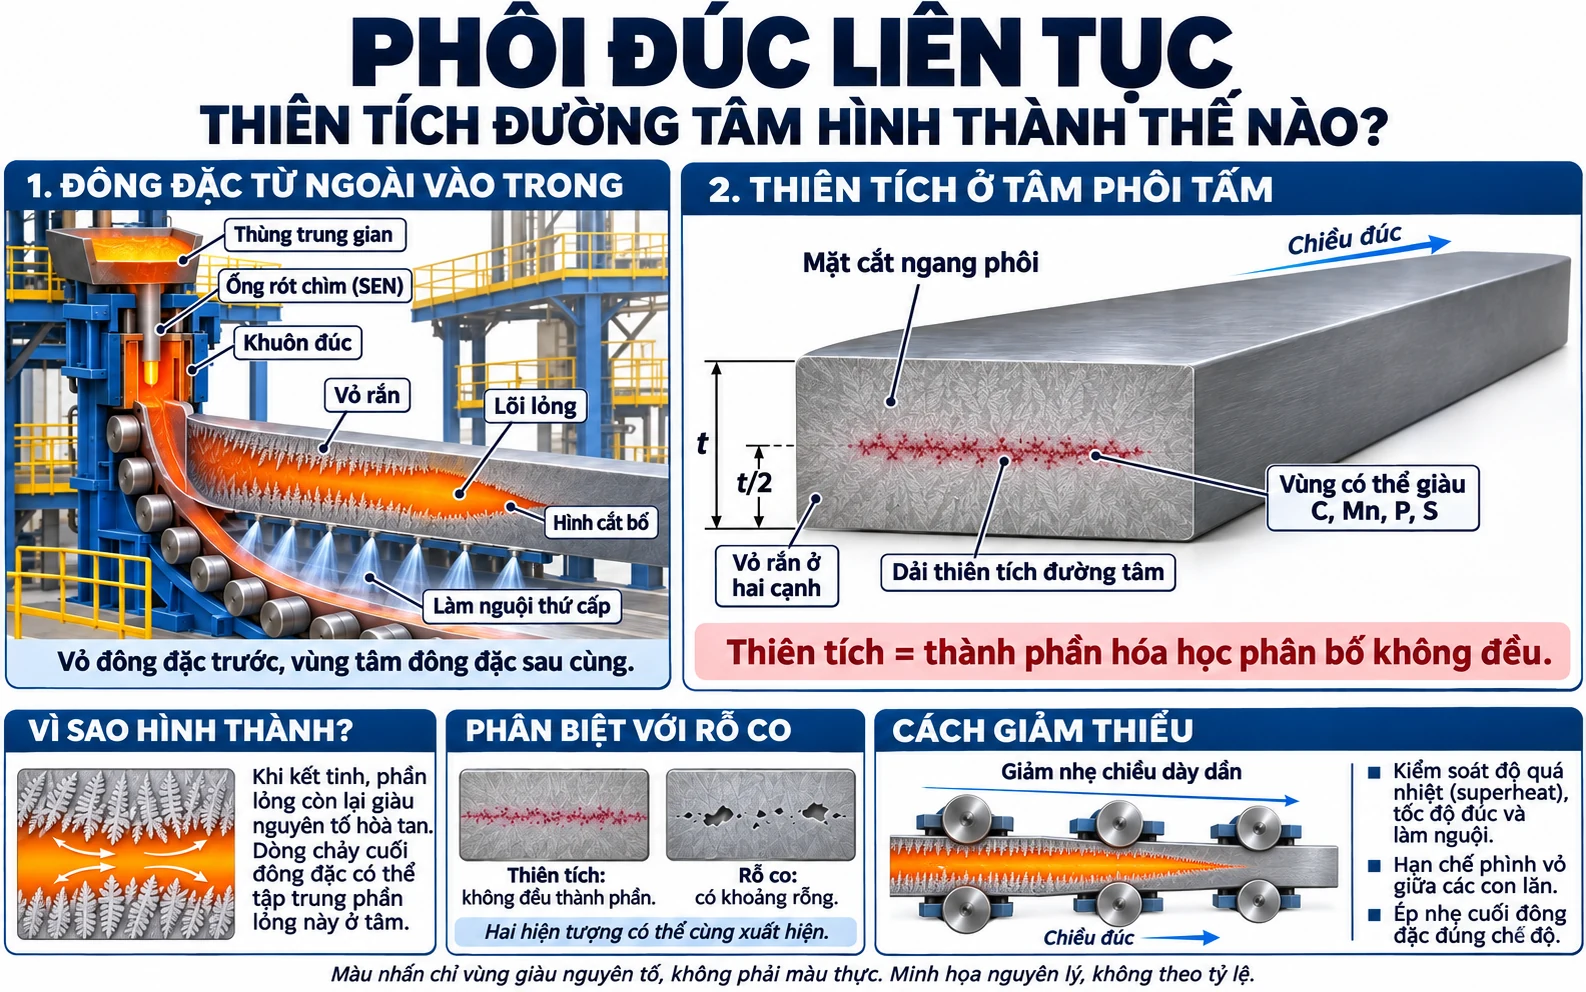 PHÔI ĐÚC LIÊN TỤC
THIÊN TÍCH ĐƯỜNG TÂM HÌNH THÀNH THẾ NÀO?
1. ĐÔNG ĐẶC TỪ NGOÀI VÀO TRONG
Thùng trung gian
Ống rót chìm (SEN)
Khuôn đúc
Vỏ rắn
Lõi lỏng
Hình cắt bổ
Làm nguội thứ cấp
Vỏ đông đặc trước, vùng tâm đông đặc sau cùng.
2. THIÊN TÍCH Ở TÂM PHÔI TẤM
Chiều đúc
Mặt cắt ngang phôi
t
t/2
Vùng có thể giàu
C, Mn, P, S
Vỏ rắn ở
hai cạnh
Dải thiên tích đường tâm
Thiên tích = thành phần hóa học phân bố không đều.
VÌ SAO HÌNH THÀNH?
Khi kết tinh, phần
lỏng còn lại giàu
nguyên tố hòa tan.
Dòng chảy cuối
đông đặc có thể
tập trung phần
lỏng này ở tâm.
PHÂN BIỆT VỚI RỖ CO
Thiên tích:
không đều thành phần.
Rỗ co:
có khoảng rỗng.
Hai hiện tượng có thể cùng xuất hiện.
CÁCH GIẢM THIỂU
Giảm nhẹ chiều dày dần
Chiều đúc
■ Kiểm soát độ quá
nhiệt (superheat),
tốc độ đúc và
làm nguội.
■ Hạn chế phình vỏ
giữa các con lăn.
■ Ép nhẹ cuối đông
đặc đúng chế độ.
Màu nhấn chỉ vùng giàu nguyên tố, không phải màu thực. Minh họa nguyên lý, không theo tỷ lệ.